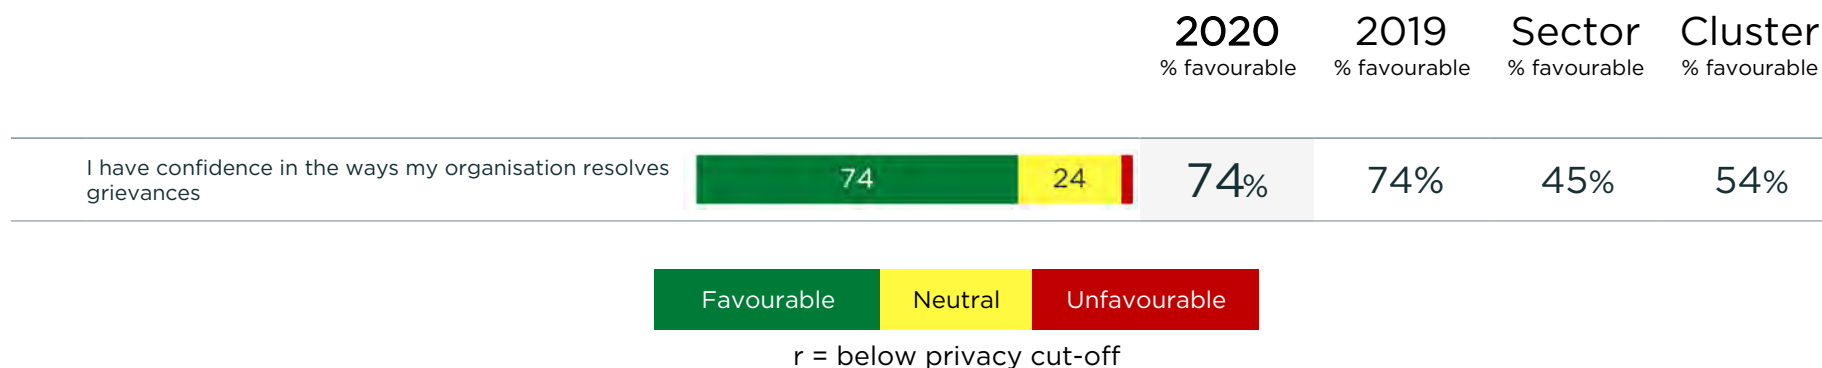 2020 2019 Sector Cluster
% favourable % favourable % favourable % favourable
I have confidence in the ways my organisation resolves
grievances
74 24 74% 74% 45% 54%
Favourable Neutral Unfavourable
r = below privacy cut-off